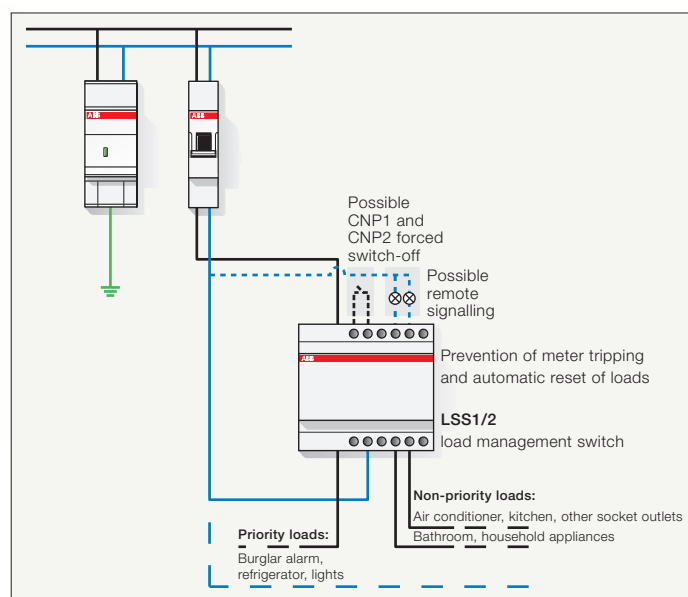 ABB
ABB
Possible
CNP1 and
CNP2 forced
switch-off
Possible
remote
signalling
ABB
Prevention of meter tripping
and automatic reset of loads
LSS1/2
load management switch
Non-priority loads:
Air conditioner, kitchen, other socket outlets
Bathroom, household appliances
Priority loads:
Burglar alarm,
refrigerator, lights